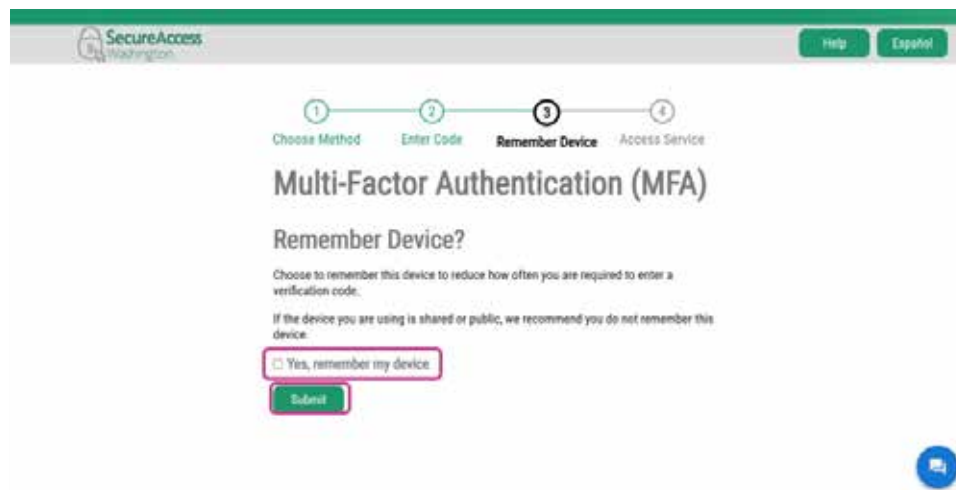 SecureAccess
Washington
Help
Español
1
2
3
4
Choose Method
Enter Code
Remember Device
Access Service
Multi-Factor Authentication (MFA)
Remember Device?
Choose to remember this device to reduce how often you are required to enter a
verification code.
If the device you are using is shared or public, we recommend you do not remember this
device.
Yes, remember my device
Submit